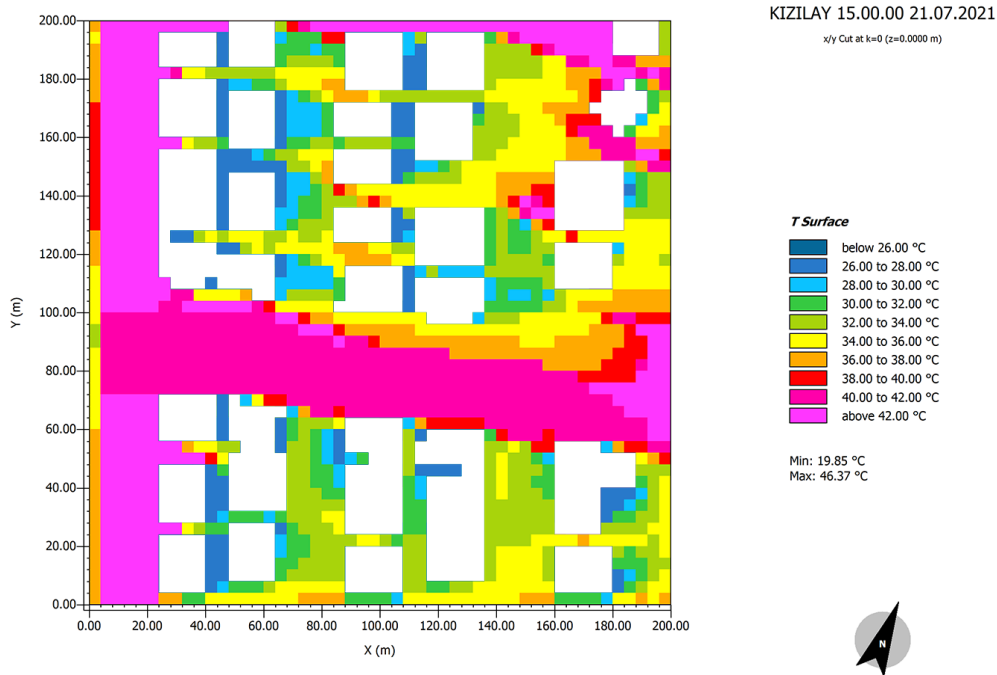 KIZILAY 15.00.00 21.07.2021
x/y Cut at k=0 (z=0.0000 m)
200.00
180.00
160.00
140.00
120.00
100.00
80.00
60.00
40.00
20.00
0.00
Y (m)
0.00 20.00 40.00 60.00 80.00 100.00 120.00 140.00 160.00 180.00 200.00
X (m)
T Surface
below 26.00 °C
26.00 to 28.00 °C
28.00 to 30.00 °C
30.00 to 32.00 °C
32.00 to 34.00 °C
34.00 to 36.00 °C
36.00 to 38.00 °C
38.00 to 40.00 °C
40.00 to 42.00 °C
above 42.00 °C
Min: 19.85 °C
Max: 46.37 °C
N